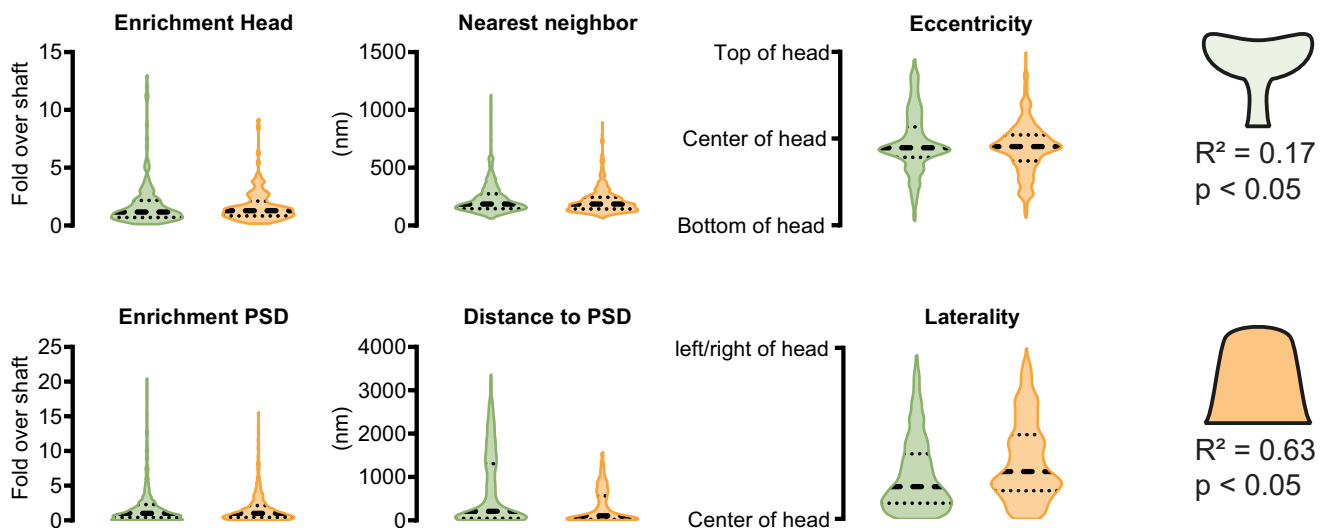 Enrichment Head
Fold over shaft
15
10
5
0
Nearest neighbor
(nm)
1500
1000
500
0
Eccentricity
Top of head
Center of head
Bottom of head
R² = 0.17
p < 0.05
Enrichment PSD
Fold over shaft
25
20
15
10
5
0
Distance to PSD
(nm)
4000
3000
2000
1000
0
Laterality
left/right of head
Center of head
R² = 0.63
p < 0.05